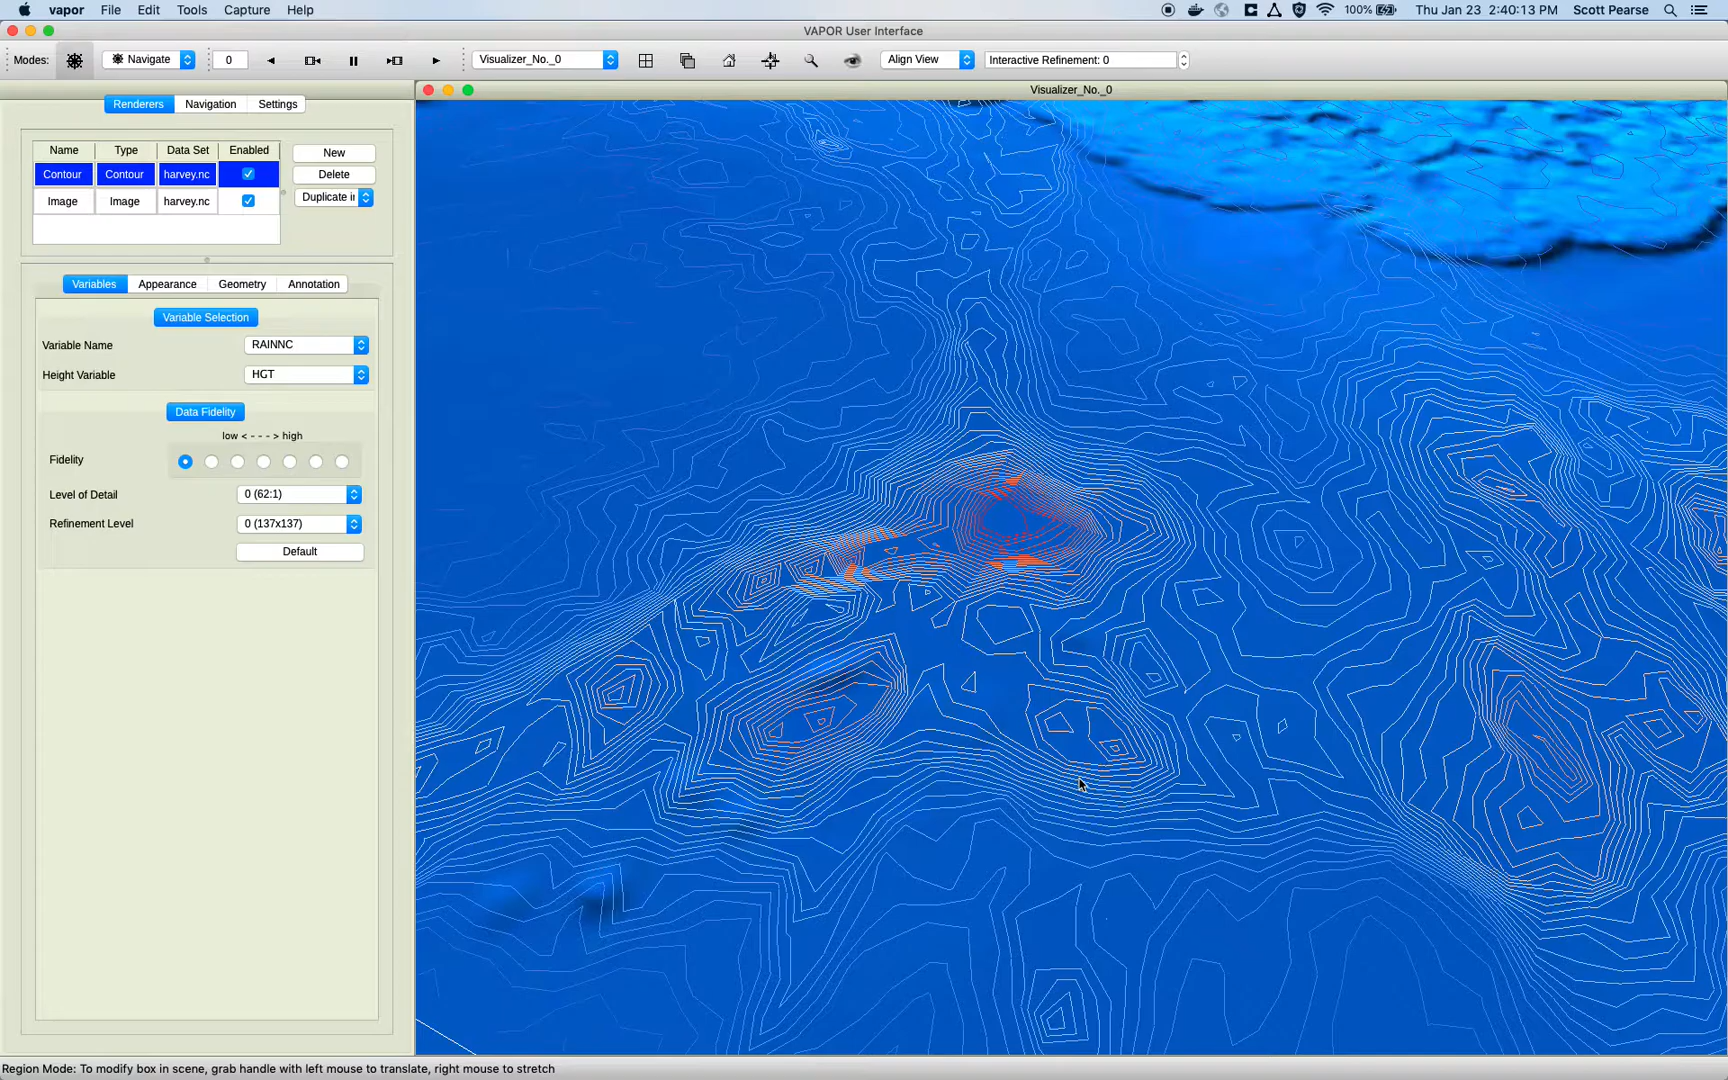 vapor File Edit Tools Capture Help 100% Thu Jan 23 2:40:13 PM Scott Pearse
VAPOR User Interface
Modes: Navigate 0 Visualizer_No._0 Align View Interactive Refinement: 0
Renderers Navigation Settings
Visualizer_No._0
Name Type Data Set Enabled
New
Contour Contour harvey.nc
Delete
Image Image harvey.nc
Duplicate ir
Variables Appearance Geometry Annotation
Variable Selection
Variable Name RAINNC
Height Variable HGT
Data Fidelity
low < - - - > high
Fidelity
Level of Detail 0 (62:1)
Refinement Level 0 (137x137)
Default
Region Mode: To modify box in scene, grab handle with left mouse to translate, right mouse to stretch